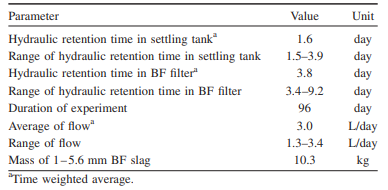 Parameter Value Unit
Hydraulic retention time in settling tankᵃ 1.6 day
Range of hydraulic retention time in settling tank 1.5–3.9 day
Hydraulic retention time in BF filterᵃ 3.8 day
Range of hydraulic retention time in BF filter 3.4–9.2 day
Duration of experiment 96 day
Average of flowᵃ 3.0 L/day
Range of flow 1.3–3.4 L/day
Mass of 1–5.6 mm BF slag 10.3 kg
ᵃTime weighted average.